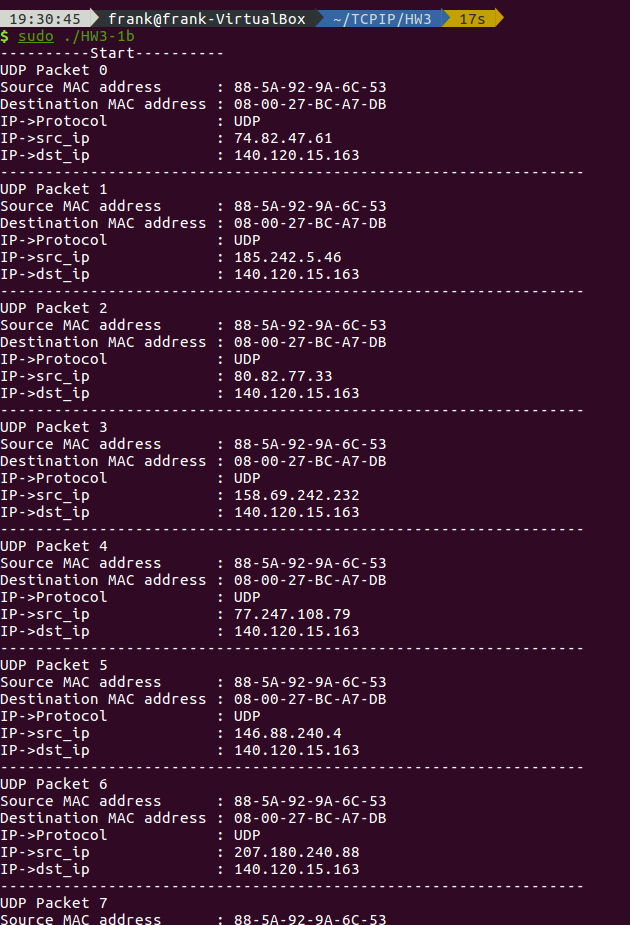 19:30:45 frank@frank-VirtualBox ~/TCPIP/HW3 17s
$ sudo ./HW3-1b
----------Start----------
UDP Packet 0
Source MAC address : 88-5A-92-9A-6C-53
Destination MAC address : 08-00-27-BC-A7-DB
IP->Protocol : UDP
IP->src_ip : 74.82.47.61
IP->dst_ip : 140.120.15.163
-----------------------------------------------------------------
UDP Packet 1
Source MAC address : 88-5A-92-9A-6C-53
Destination MAC address : 08-00-27-BC-A7-DB
IP->Protocol : UDP
IP->src_ip : 185.242.5.46
IP->dst_ip : 140.120.15.163
-----------------------------------------------------------------
UDP Packet 2
Source MAC address : 88-5A-92-9A-6C-53
Destination MAC address : 08-00-27-BC-A7-DB
IP->Protocol : UDP
IP->src_ip : 80.82.77.33
IP->dst_ip : 140.120.15.163
-----------------------------------------------------------------
UDP Packet 3
Source MAC address : 88-5A-92-9A-6C-53
Destination MAC address : 08-00-27-BC-A7-DB
IP->Protocol : UDP
IP->src_ip : 158.69.242.232
IP->dst_ip : 140.120.15.163
-----------------------------------------------------------------
UDP Packet 4
Source MAC address : 88-5A-92-9A-6C-53
Destination MAC address : 08-00-27-BC-A7-DB
IP->Protocol : UDP
IP->src_ip : 77.247.108.79
IP->dst_ip : 140.120.15.163
-----------------------------------------------------------------
UDP Packet 5
Source MAC address : 88-5A-92-9A-6C-53
Destination MAC address : 08-00-27-BC-A7-DB
IP->Protocol : UDP
IP->src_ip : 146.88.240.4
IP->dst_ip : 140.120.15.163
-----------------------------------------------------------------
UDP Packet 6
Source MAC address : 88-5A-92-9A-6C-53
Destination MAC address : 08-00-27-BC-A7-DB
IP->Protocol : UDP
IP->src_ip : 207.180.240.88
IP->dst_ip : 140.120.15.163
-----------------------------------------------------------------
UDP Packet 7
Source MAC address : 88-5A-92-9A-6C-53